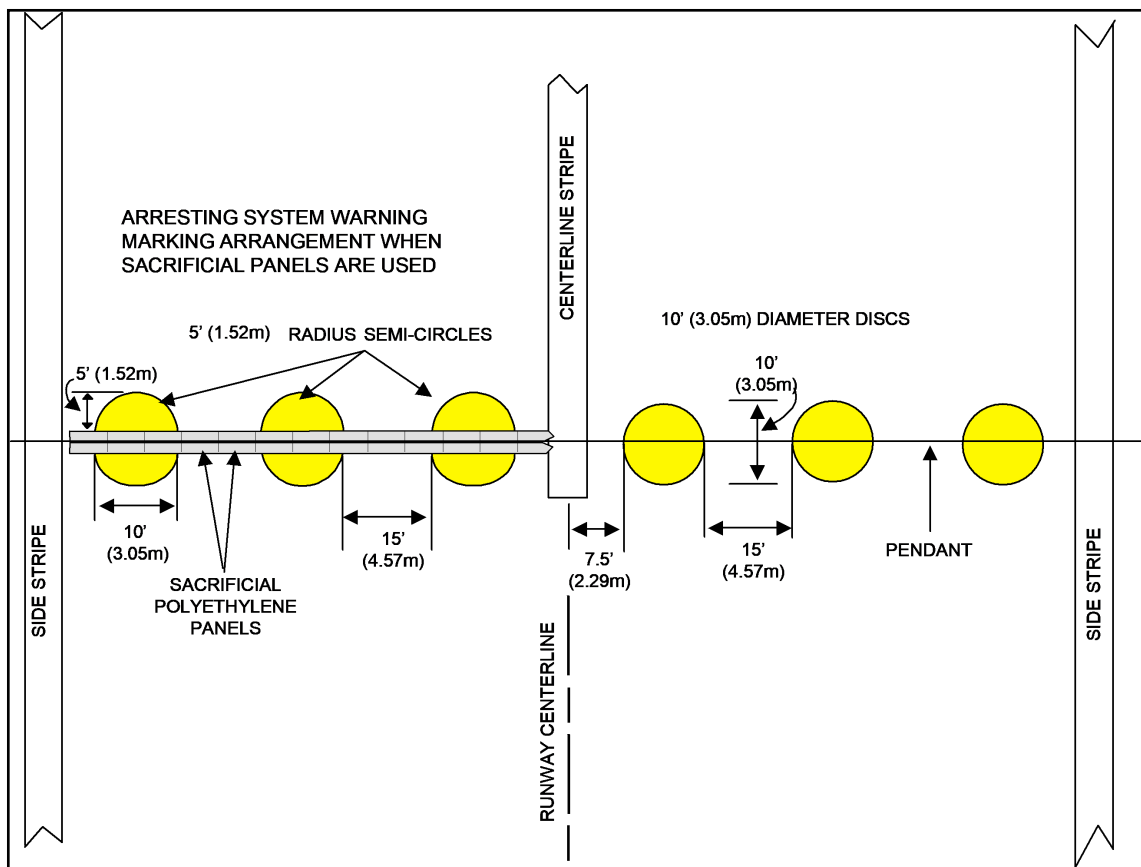 ARRESTING SYSTEM WARNING
MARKING ARRANGEMENT WHEN
SACRIFICIAL PANELS ARE USED
CENTERLINE STRIPE
5’ (1.52m) RADIUS SEMI-CIRCLES
10’ (3.05m) DIAMETER DISCS
5’ (1.52m)
10’
(3.05m)
10’
(3.05m)
15’
(4.57m)
7.5’
(2.29m)
15’
(4.57m)
PENDANT
SACRIFICIAL
POLYETHYLENE
PANELS
SIDE STRIPE
RUNWAY CENTERLINE
SIDE STRIPE